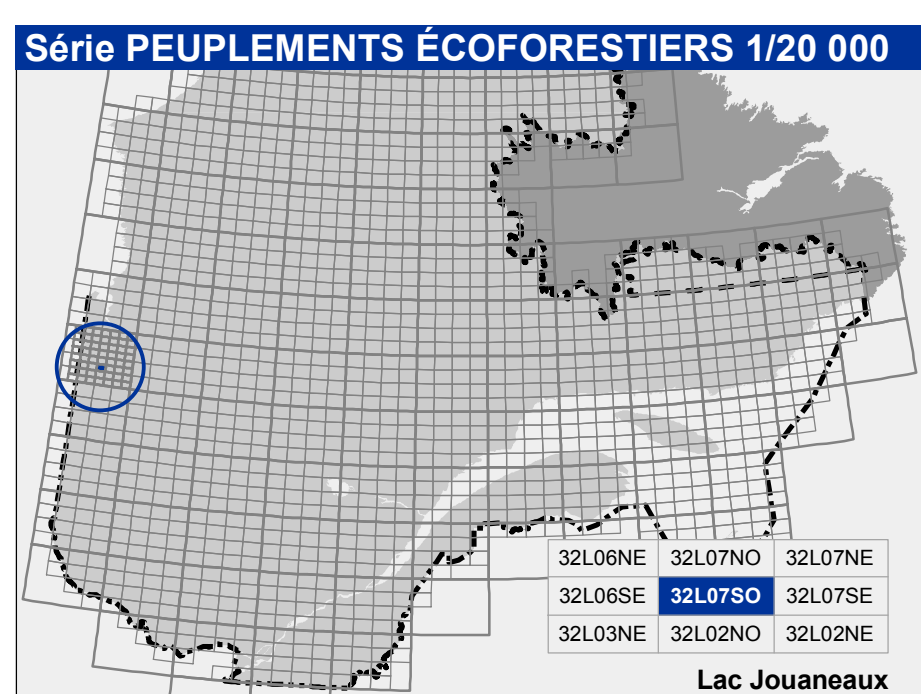 Série PEUPLEMENTS ÉCOFORESTIERS 1/20 000
32L06NE 32L07NO 32L07NE
32L06SE 32L07SO 32L07SE
32L03NE 32L02NO 32L02NE
Lac Jouaneaux